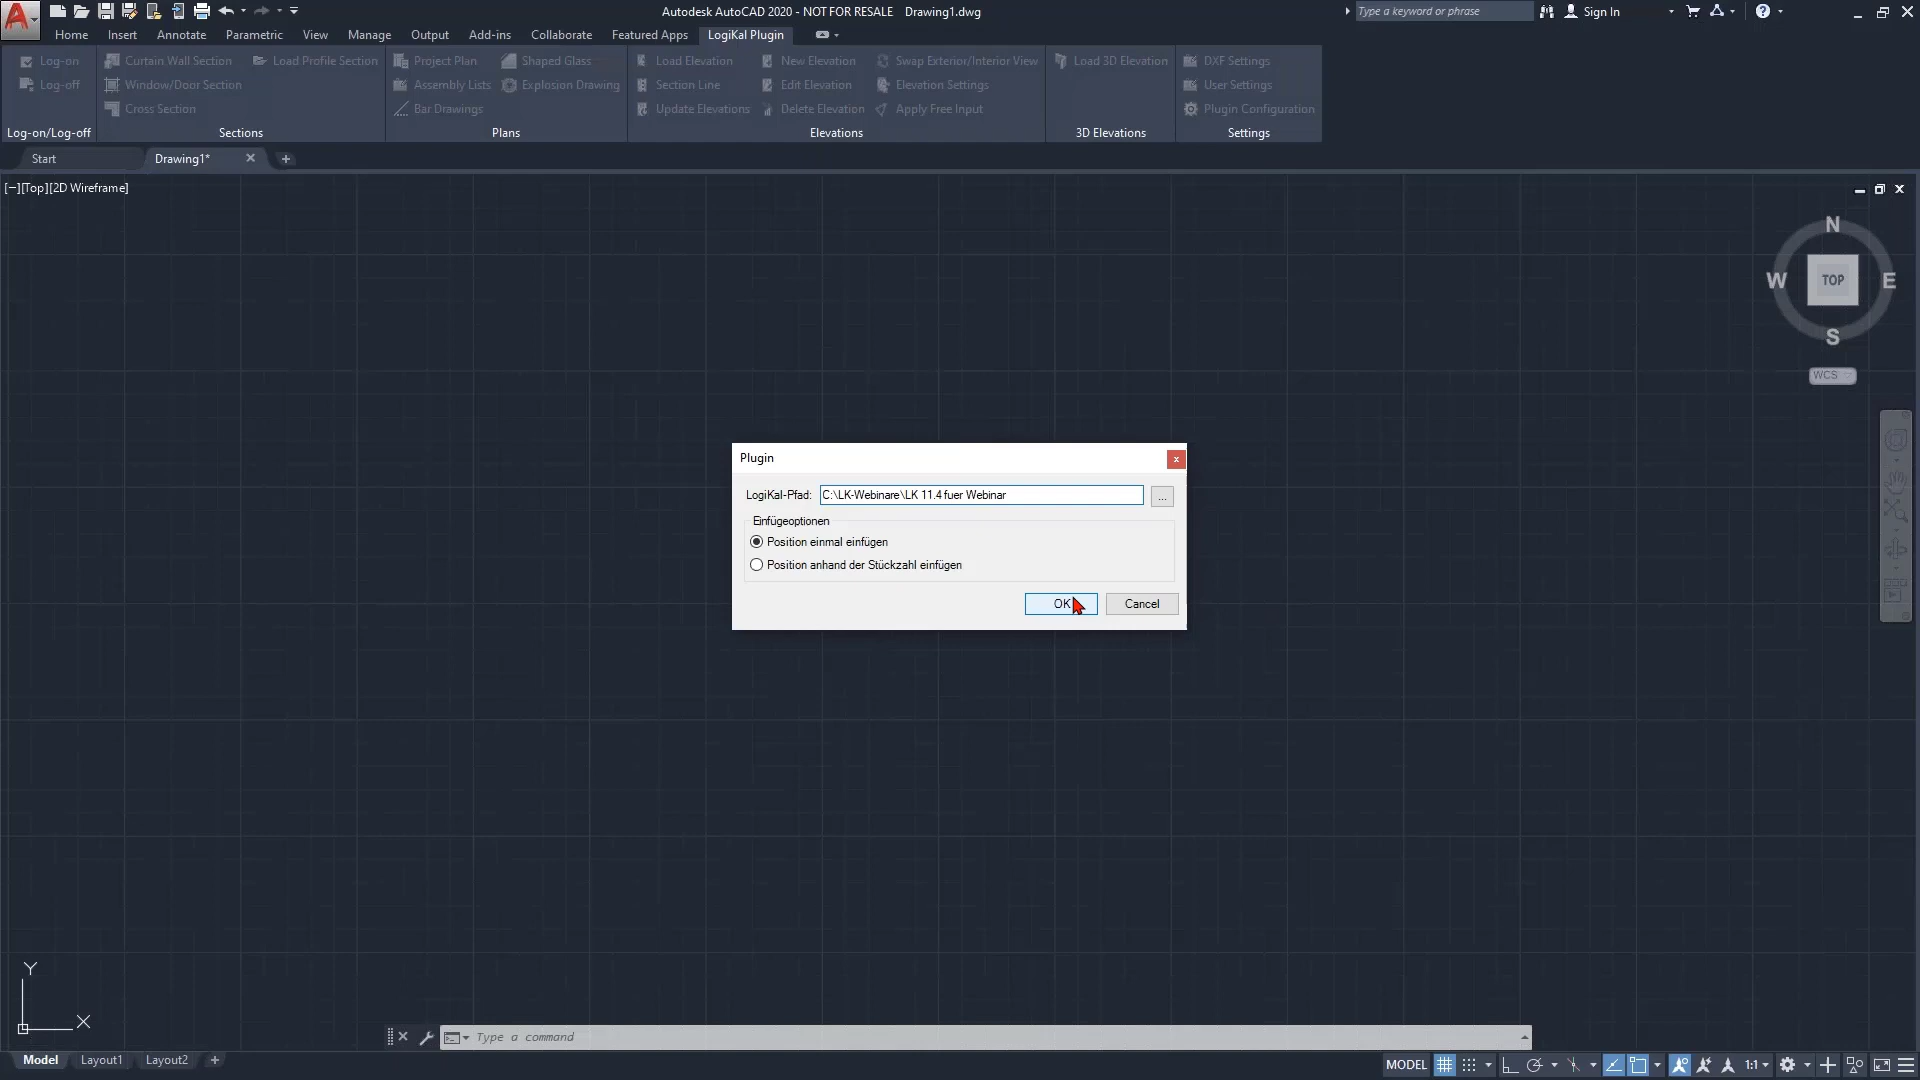 Autodesk AutoCAD 2020 - NOT FOR RESALE Drawing1.dwg
Type a keyword or phrase
Sign In
Home Insert Annotate Parametric View Manage Output Add-ins Collaborate Featured Apps LogiKal Plugin
Log-on Curtain Wall Section Load Profile Section Project Plan Shaped Glass Load Elevation New Elevation Swap Exterior/Interior View Load 3D Elevation DXF Settings
Log-off Window/Door Section Assembly Lists Explosion Drawing Section Line Edit Elevation Elevation Settings User Settings
Cross Section Bar Drawings Update Elevations Delete Elevation Apply Free Input Plugin Configuration
Log-on/Log-off Sections Plans Elevations 3D Elevations Settings
Start Drawing1*
[−][Top][2D Wireframe]
N
W TOP E
S
WCS
Plugin
LogiKal-Pfad: C:\LK-Webinare\LK 11.4 fuer Webinar ...
Einfügeoptionen
Position einmal einfügen
Position anhand der Stückzahl einfügen
OK Cancel
Y
X
Type a command
Model Layout1 Layout2 +
MODEL 1:1